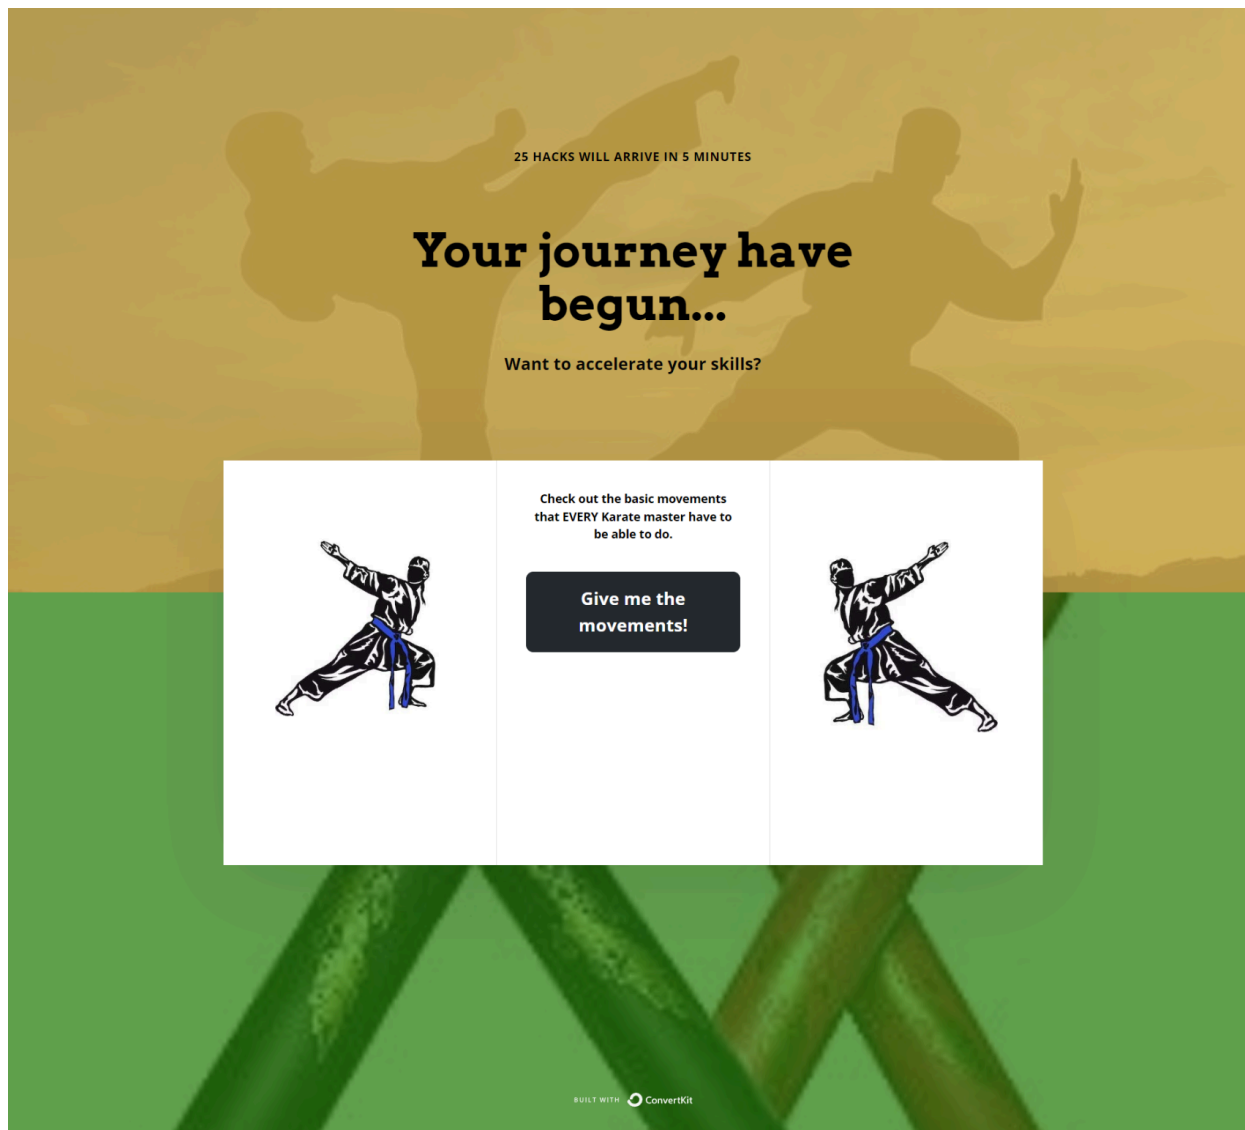 25 HACKS WILL ARRIVE IN 5 MINUTES
Your journey have
begun...
Want to accelerate your skills?
Check out the basic movements
that EVERY Karate master have to
be able to do.
Give me the
movements!
BUILT WITH ConvertKit